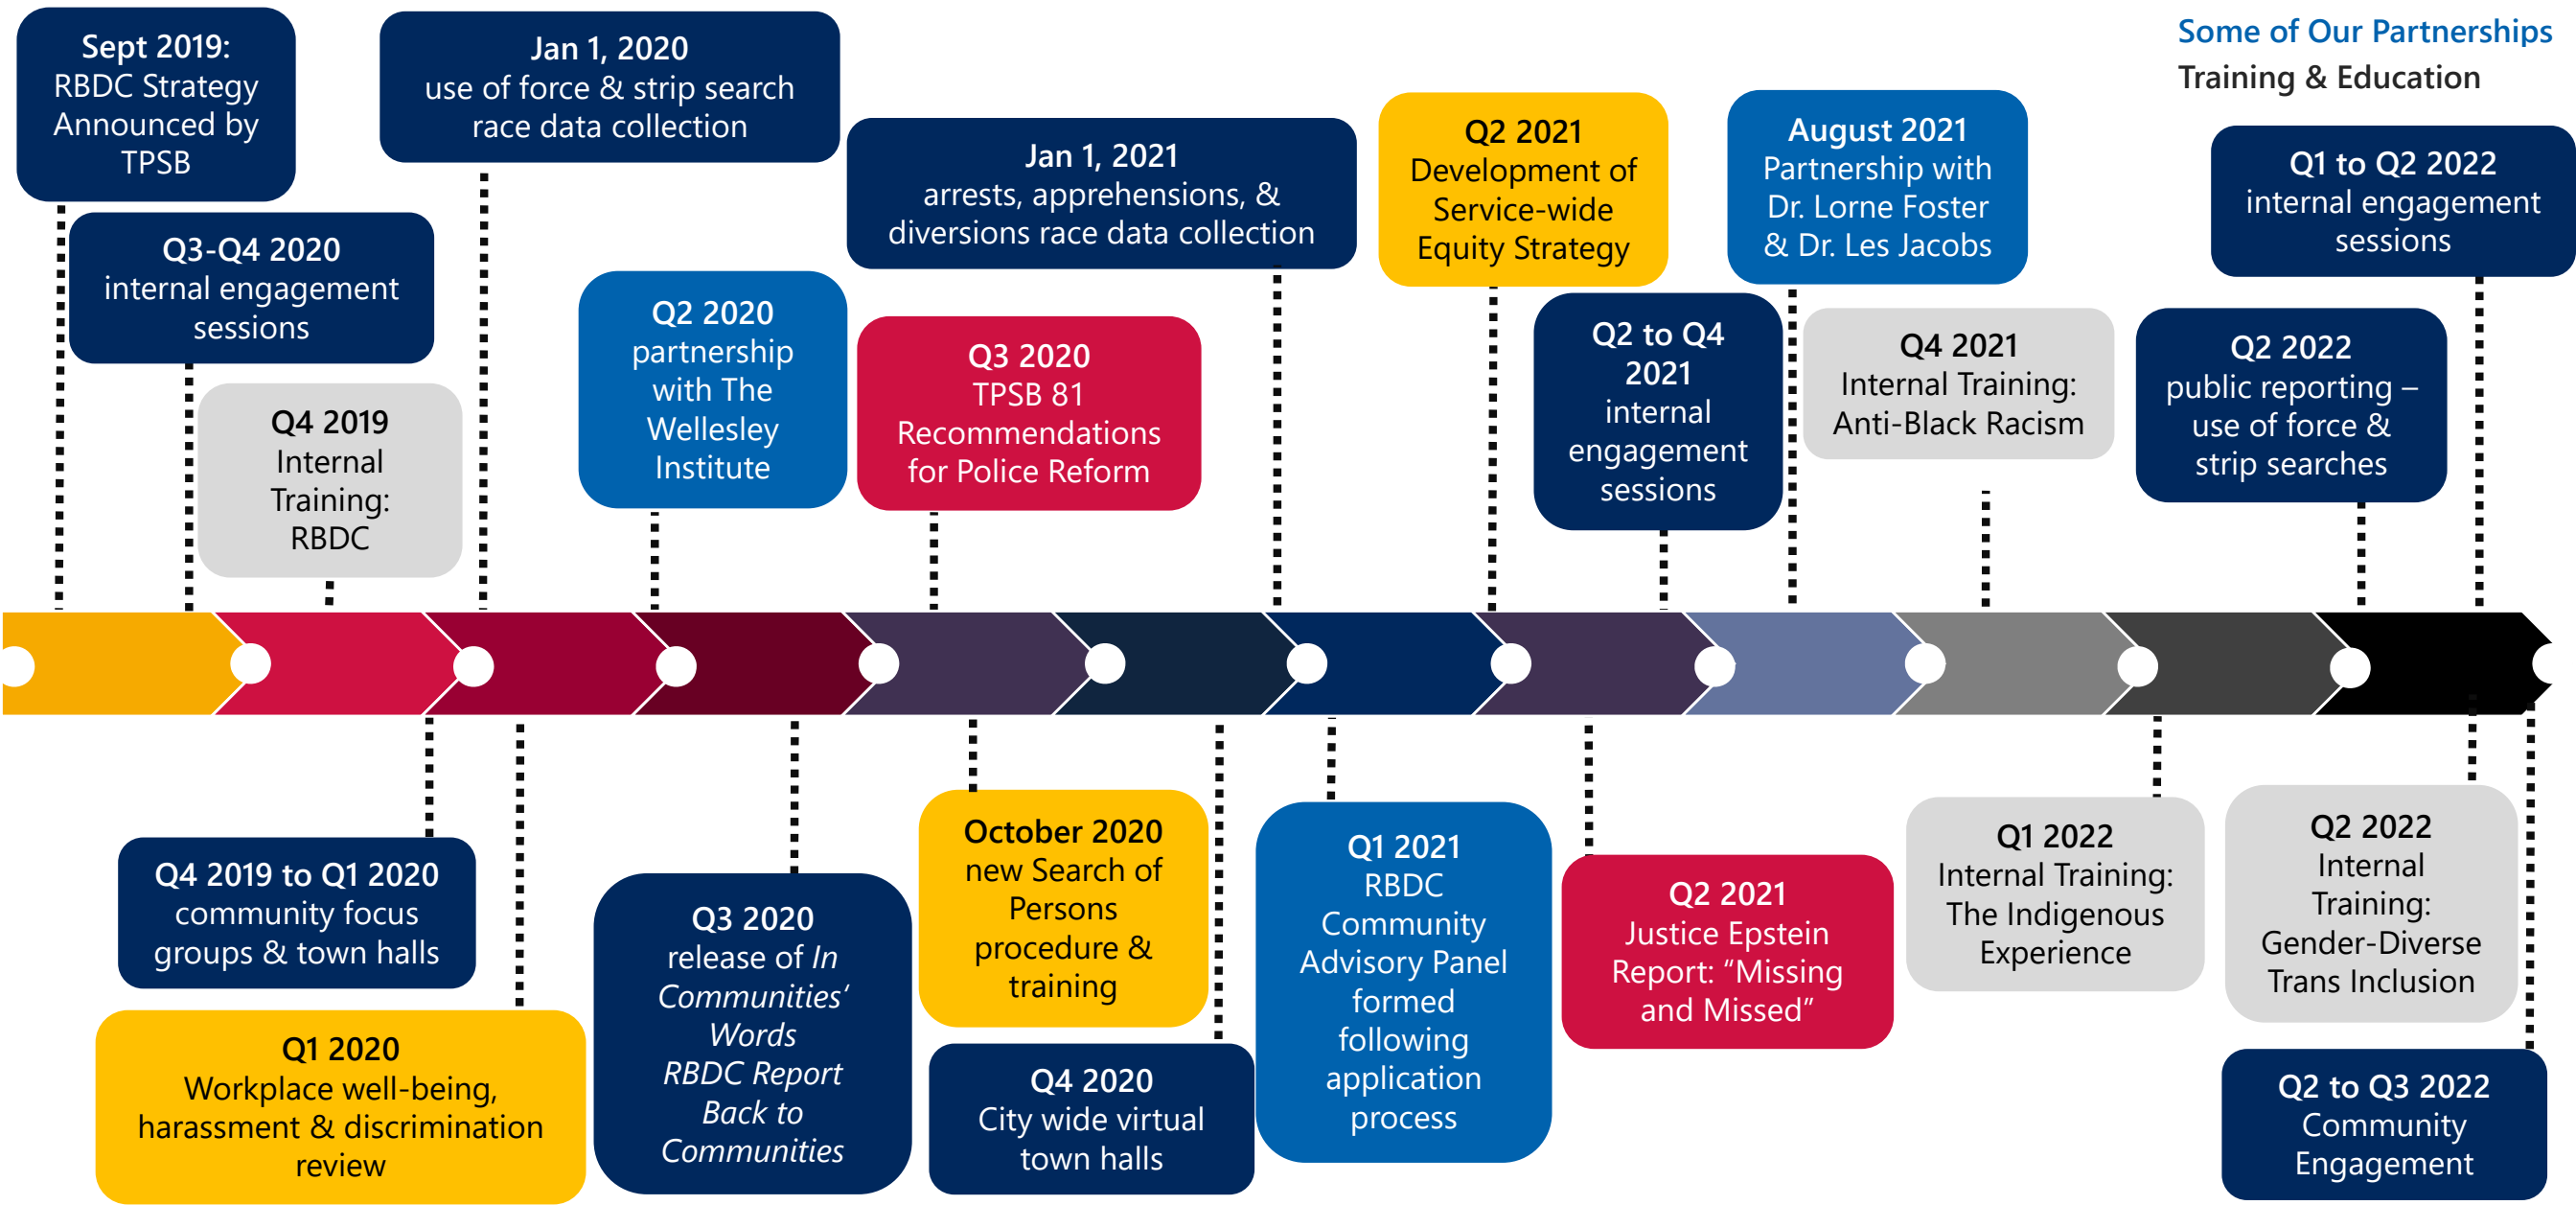 Some of Our Partnerships
Training & Education
Sept 2019:
RBDC Strategy
Announced by
TPSB
Jan 1, 2020
use of force & strip search
race data collection
Jan 1, 2021
arrests, apprehensions, &
diversions race data collection
Q2 2021
Development of
Service-wide
Equity Strategy
August 2021
Partnership with
Dr. Lorne Foster
& Dr. Les Jacobs
Q1 to Q2 2022
internal engagement
sessions
Q3-Q4 2020
internal engagement
sessions
Q4 2019
Internal
Training:
RBDC
Q2 2020
partnership
with The
Wellesley
Institute
Q3 2020
TPSB 81
Recommendations
for Police Reform
Q2 to Q4
2021
internal
engagement
sessions
Q4 2021
Internal Training:
Anti-Black Racism
Q2 2022
public reporting –
use of force &
strip searches
Q4 2019 to Q1 2020
community focus
groups & town halls
Q1 2020
Workplace well-being,
harassment & discrimination
review
Q3 2020
release of In
Communities‘
Words
RBDC Report
Back to
Communities
October 2020
new Search of
Persons
procedure &
training
Q4 2020
City wide virtual
town halls
Q1 2021
RBDC
Community
Advisory Panel
formed
following
application
process
Q2 2021
Justice Epstein
Report: “Missing
and Missed”
Q1 2022
Internal Training:
The Indigenous
Experience
Q2 2022
Internal
Training:
Gender-Diverse
Trans Inclusion
Q2 to Q3 2022
Community
Engagement